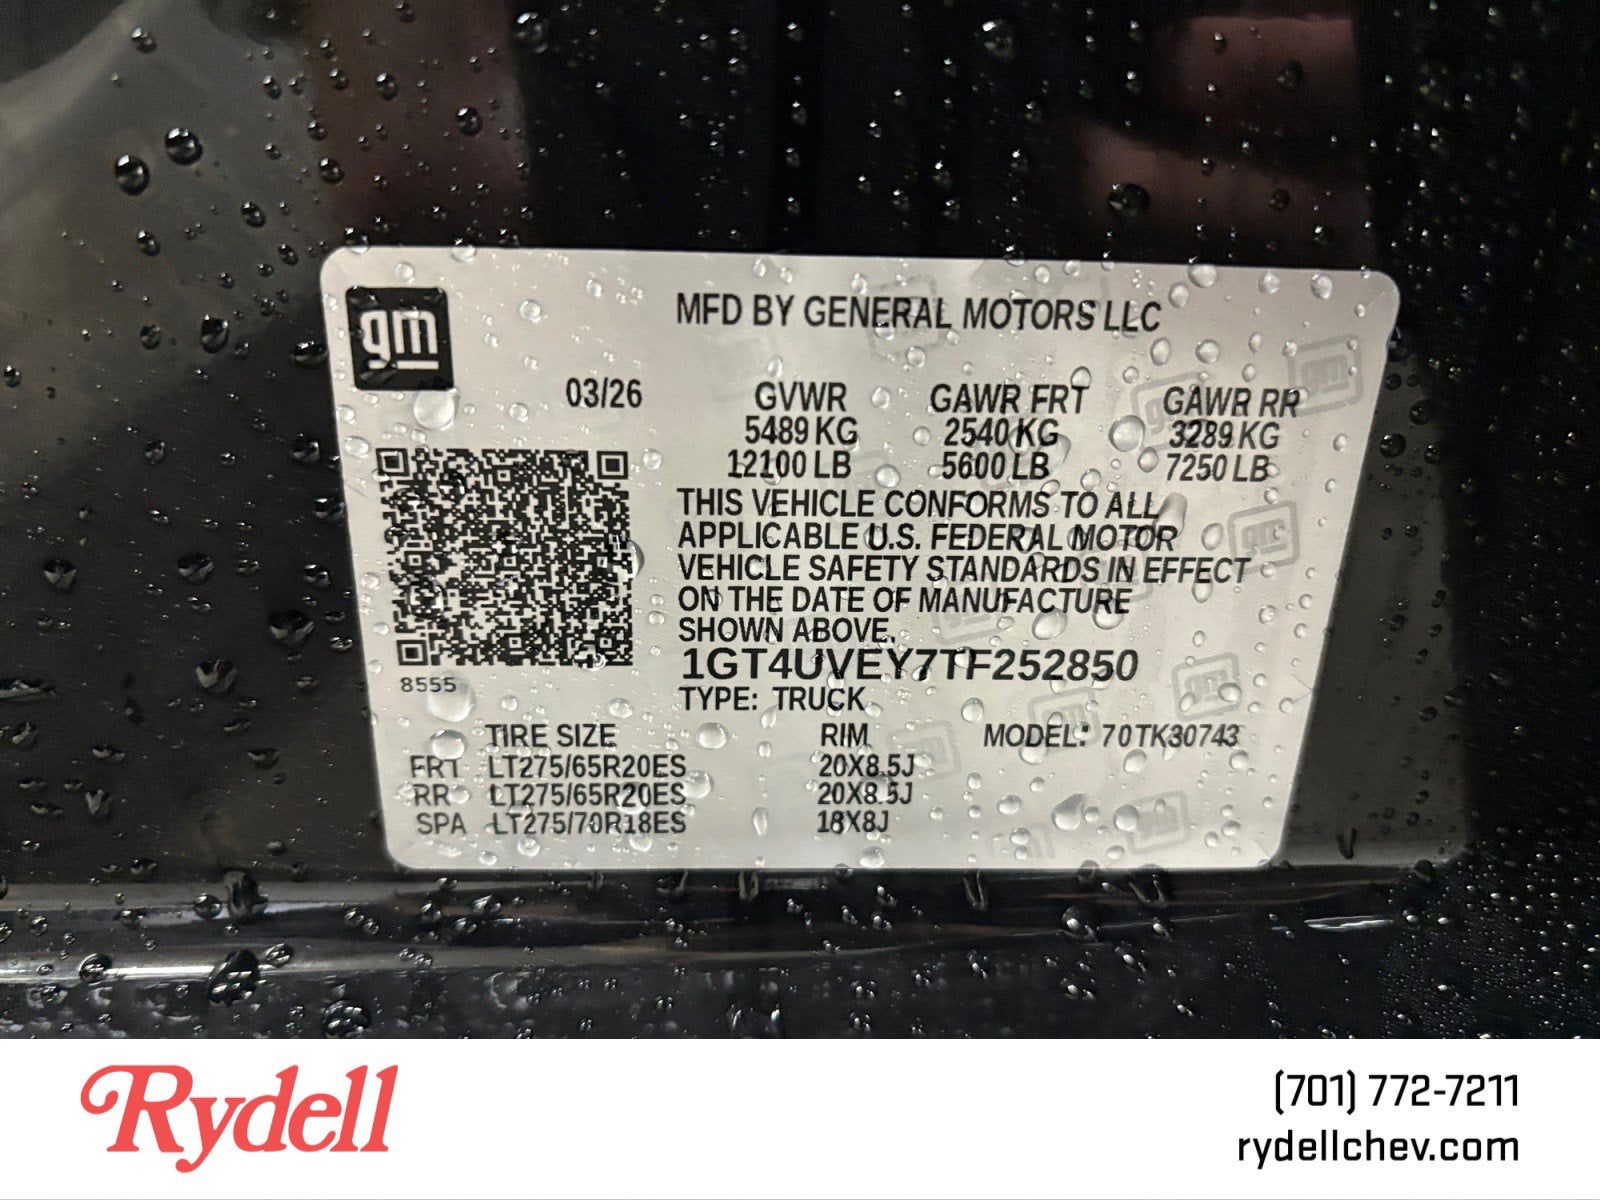 gm
MFD BY GENERAL MOTORS LLC
03/26
GVWR GAWR FRT GAWR RR
5489 KG 2540 KG 3289 KG
12100 LB 5600 LB 7250 LB
THIS VEHICLE CONFORMS TO ALL
APPLICABLE U.S. FEDERAL MOTOR
VEHICLE SAFETY STANDARDS IN EFFECT
ON THE DATE OF MANUFACTURE
SHOWN ABOVE.
1GT4UVEY7TF252850
8555
TYPE: TRUCK
TIRE SIZE RIM MODEL: 70TK30743
FRT LT275/65R20ES 20X8.5J
RR LT275/65R20ES 20X8.5J
SPA LT275/70R18ES 18X8J
Rydell
(701) 772-7211
rydellchev.com